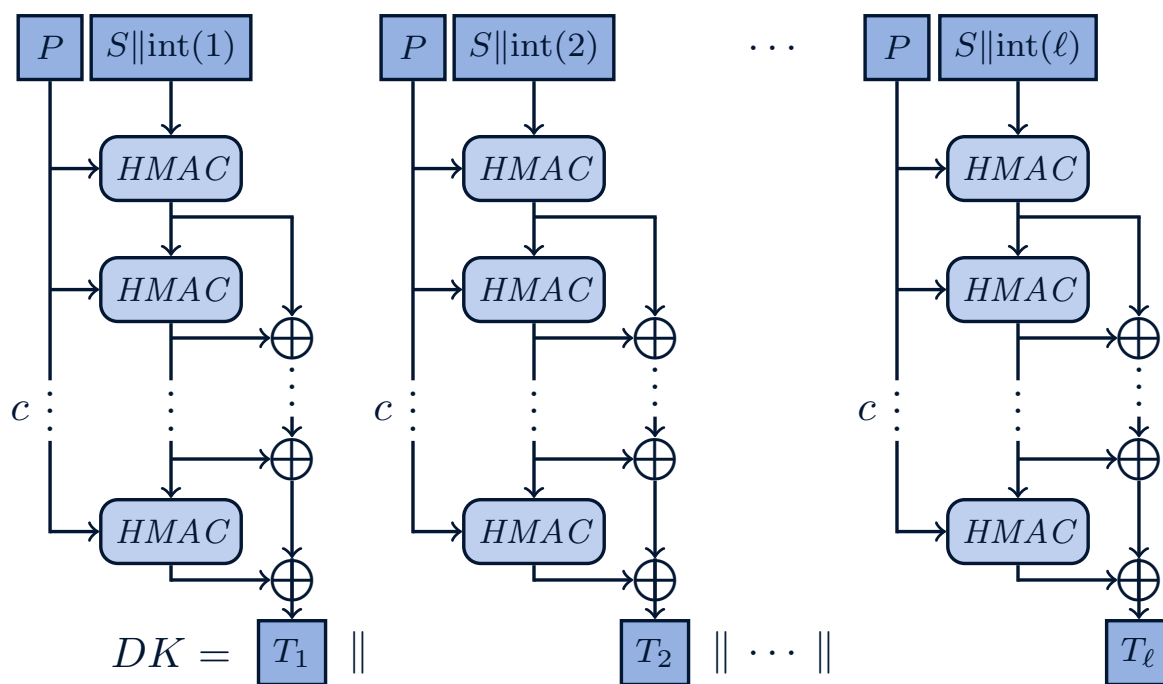 P S∥int(1) P S∥int(2) ··· P S∥int(ℓ)
HMAC HMAC HMAC
HMAC HMAC HMAC
c ⋮ ⋮ ⋮ c ⋮ ⋮ ⋮ c ⋮ ⋮ ⋮
HMAC HMAC HMAC
DK = T₁ ∥ T₂ ∥ ··· ∥ Tℓ